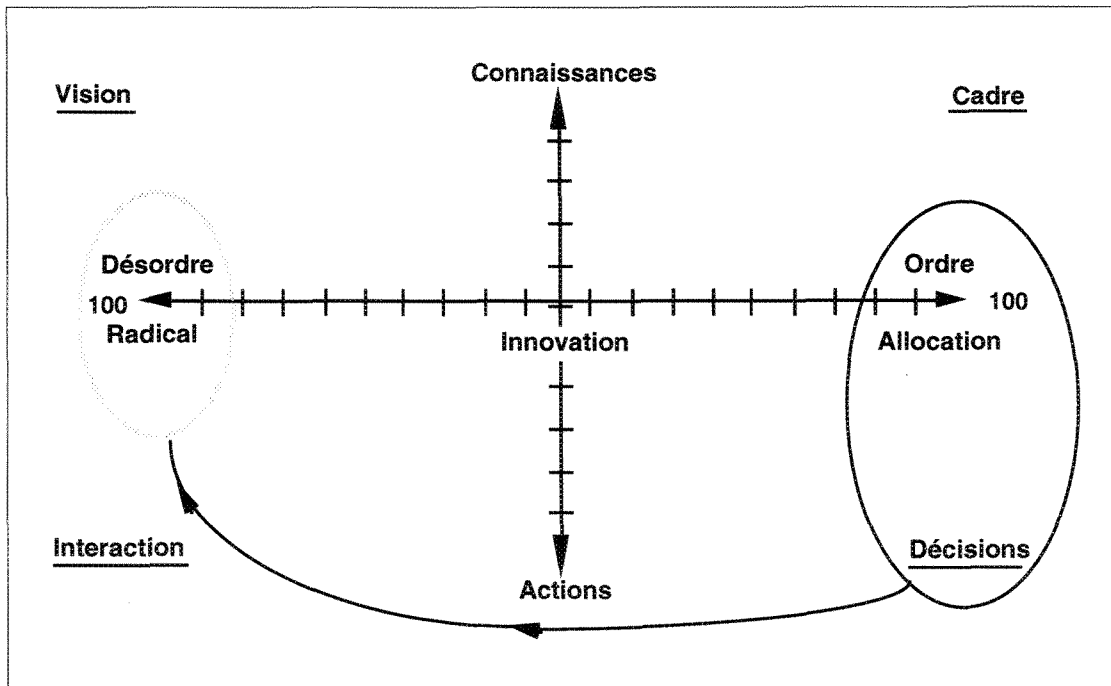 Connaissances
Vision
Cadre
Désordre
Ordre
100
100
Radical
Innovation
Allocation
Interaction
Décisions
Actions